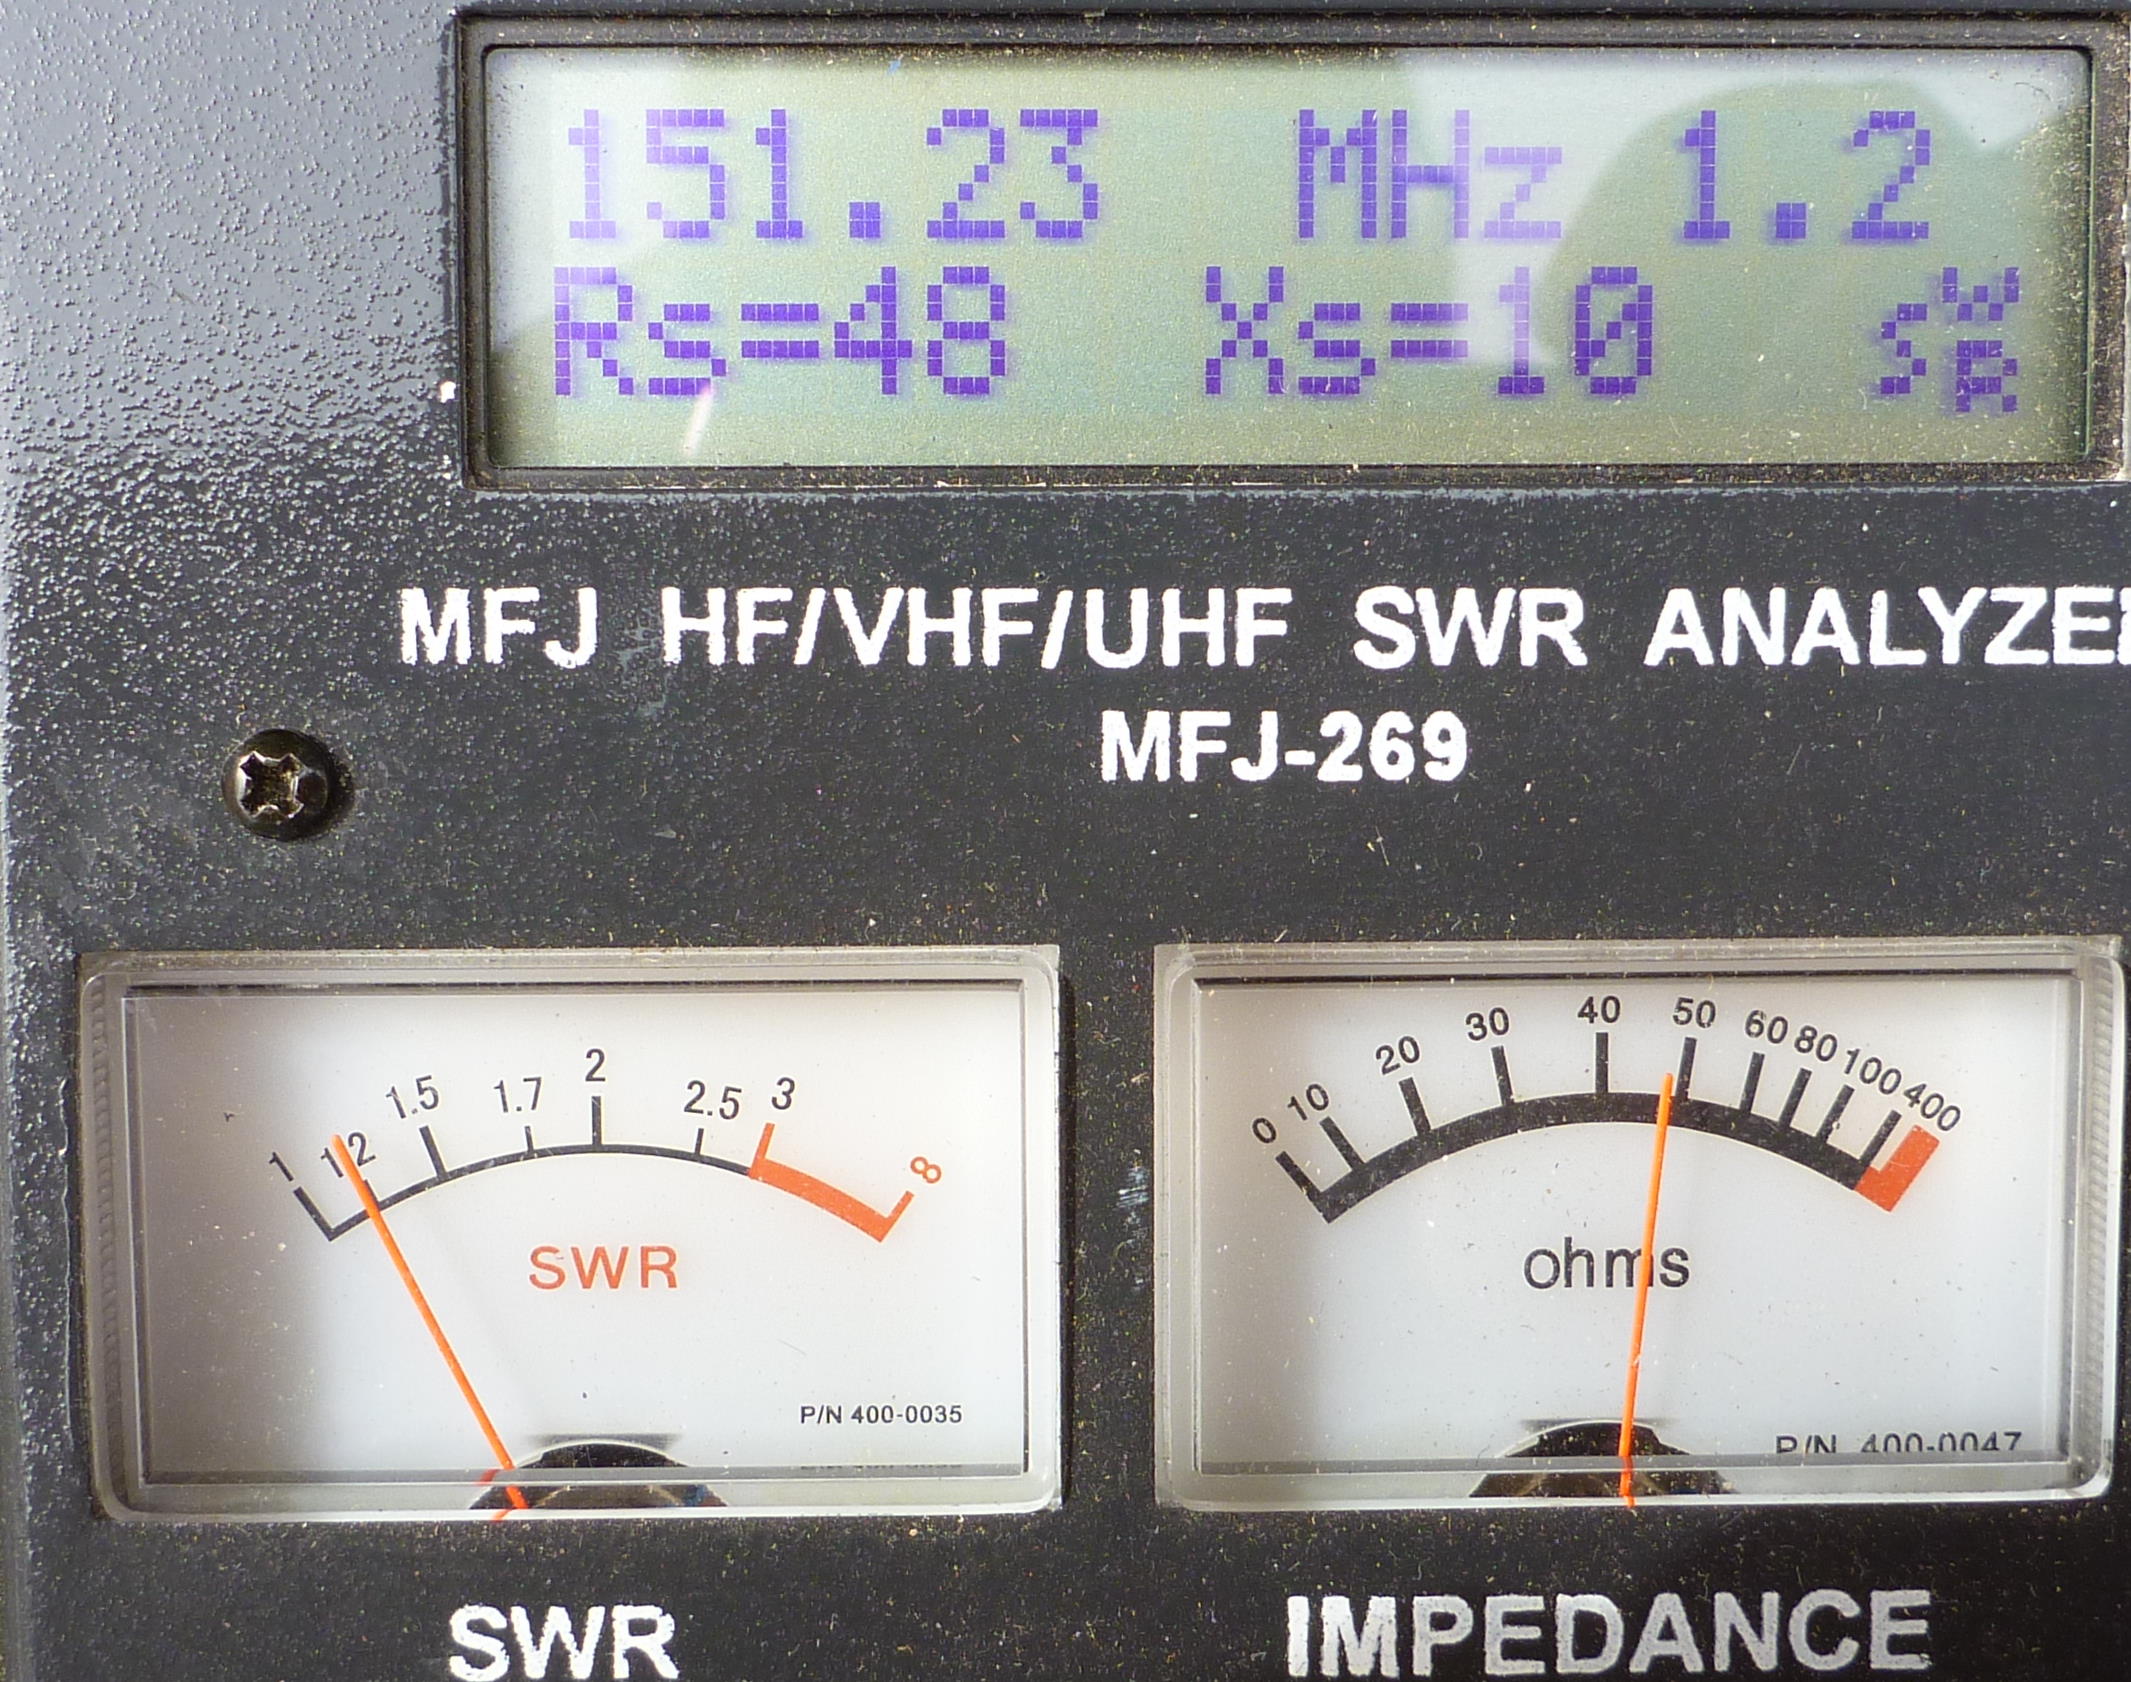 151.23 MHz 1.2
Rs=48 Xs=10 SWR
MFJ HF/VHF/UHF SWR ANALYZE
MFJ-269
1 1.2 1.5 1.7 2 2.5 3 8
SWR
P/N 400-0035
0 10 20 30 40 50 60 80 100 400
ohms
P/N 400-0047
SWR
IMPEDANCE